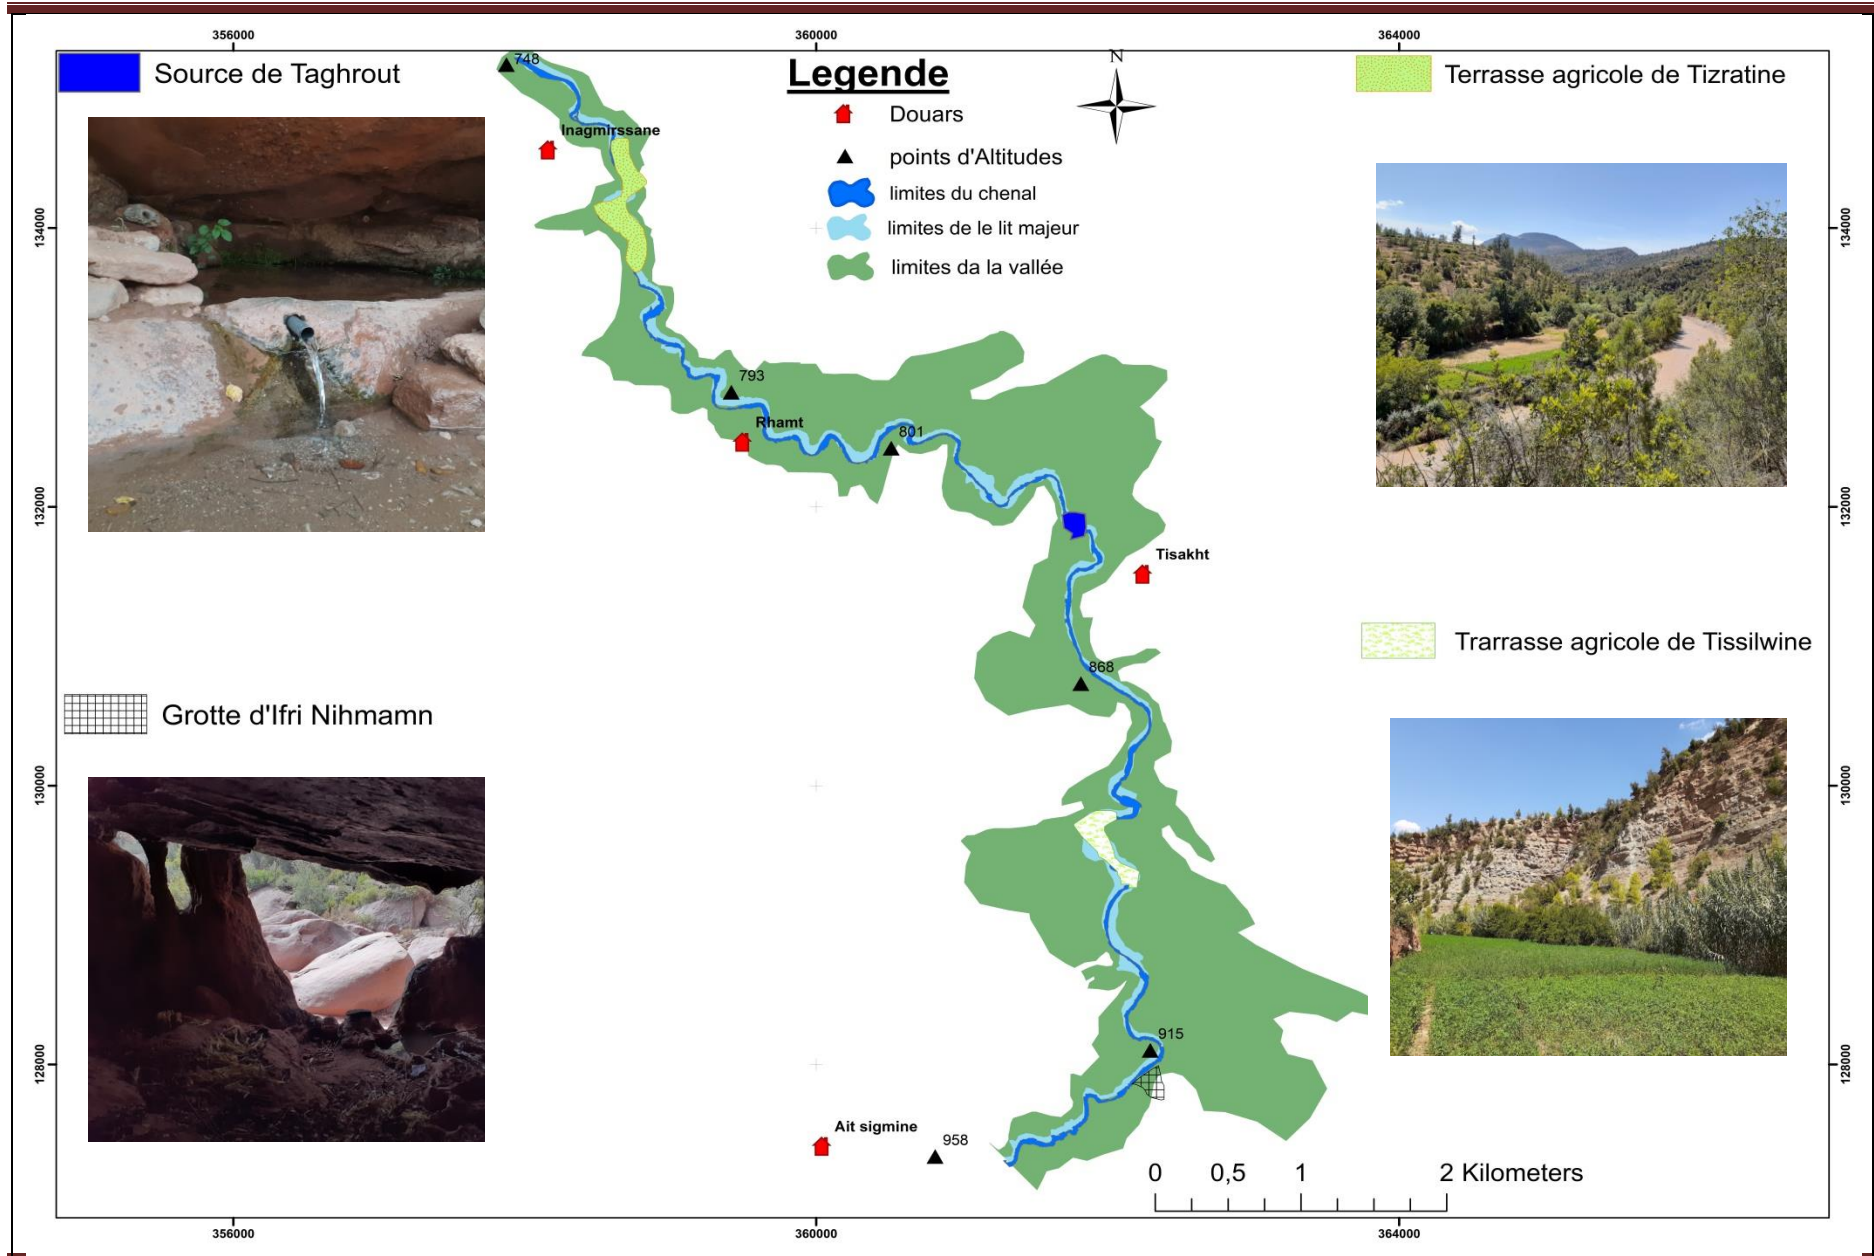 356000
360000
364000
Source de Taghrout
Legende
N
Terrasse agricole de Tizratine
Douars
points d'Altitudes
limites du chenal
limites de le lit majeur
limites da la vallée
748
Inagmirssane
134000
134000
793
Rhamt
801
132000
132000
Tisakht
Trarrasse agricole de Tissilwine
868
Grotte d'Ifri Nihmamn
130000
130000
915
128000
128000
Ait sigmine
958
0 0,5 1 2 Kilometers
356000
360000
364000